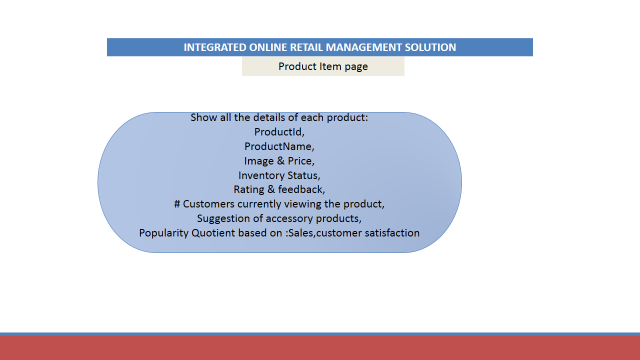 INTEGRATED ONLINE RETAIL MANAGEMENT SOLUTION
Product Item page
Show all the details of each product:
ProductId,
ProductName,
Image & Price,
Inventory Status,
Rating & feedback,
# Customers currently viewing the product,
Suggestion of accessory products,
Popularity Quotient based on :Sales,customer satisfaction